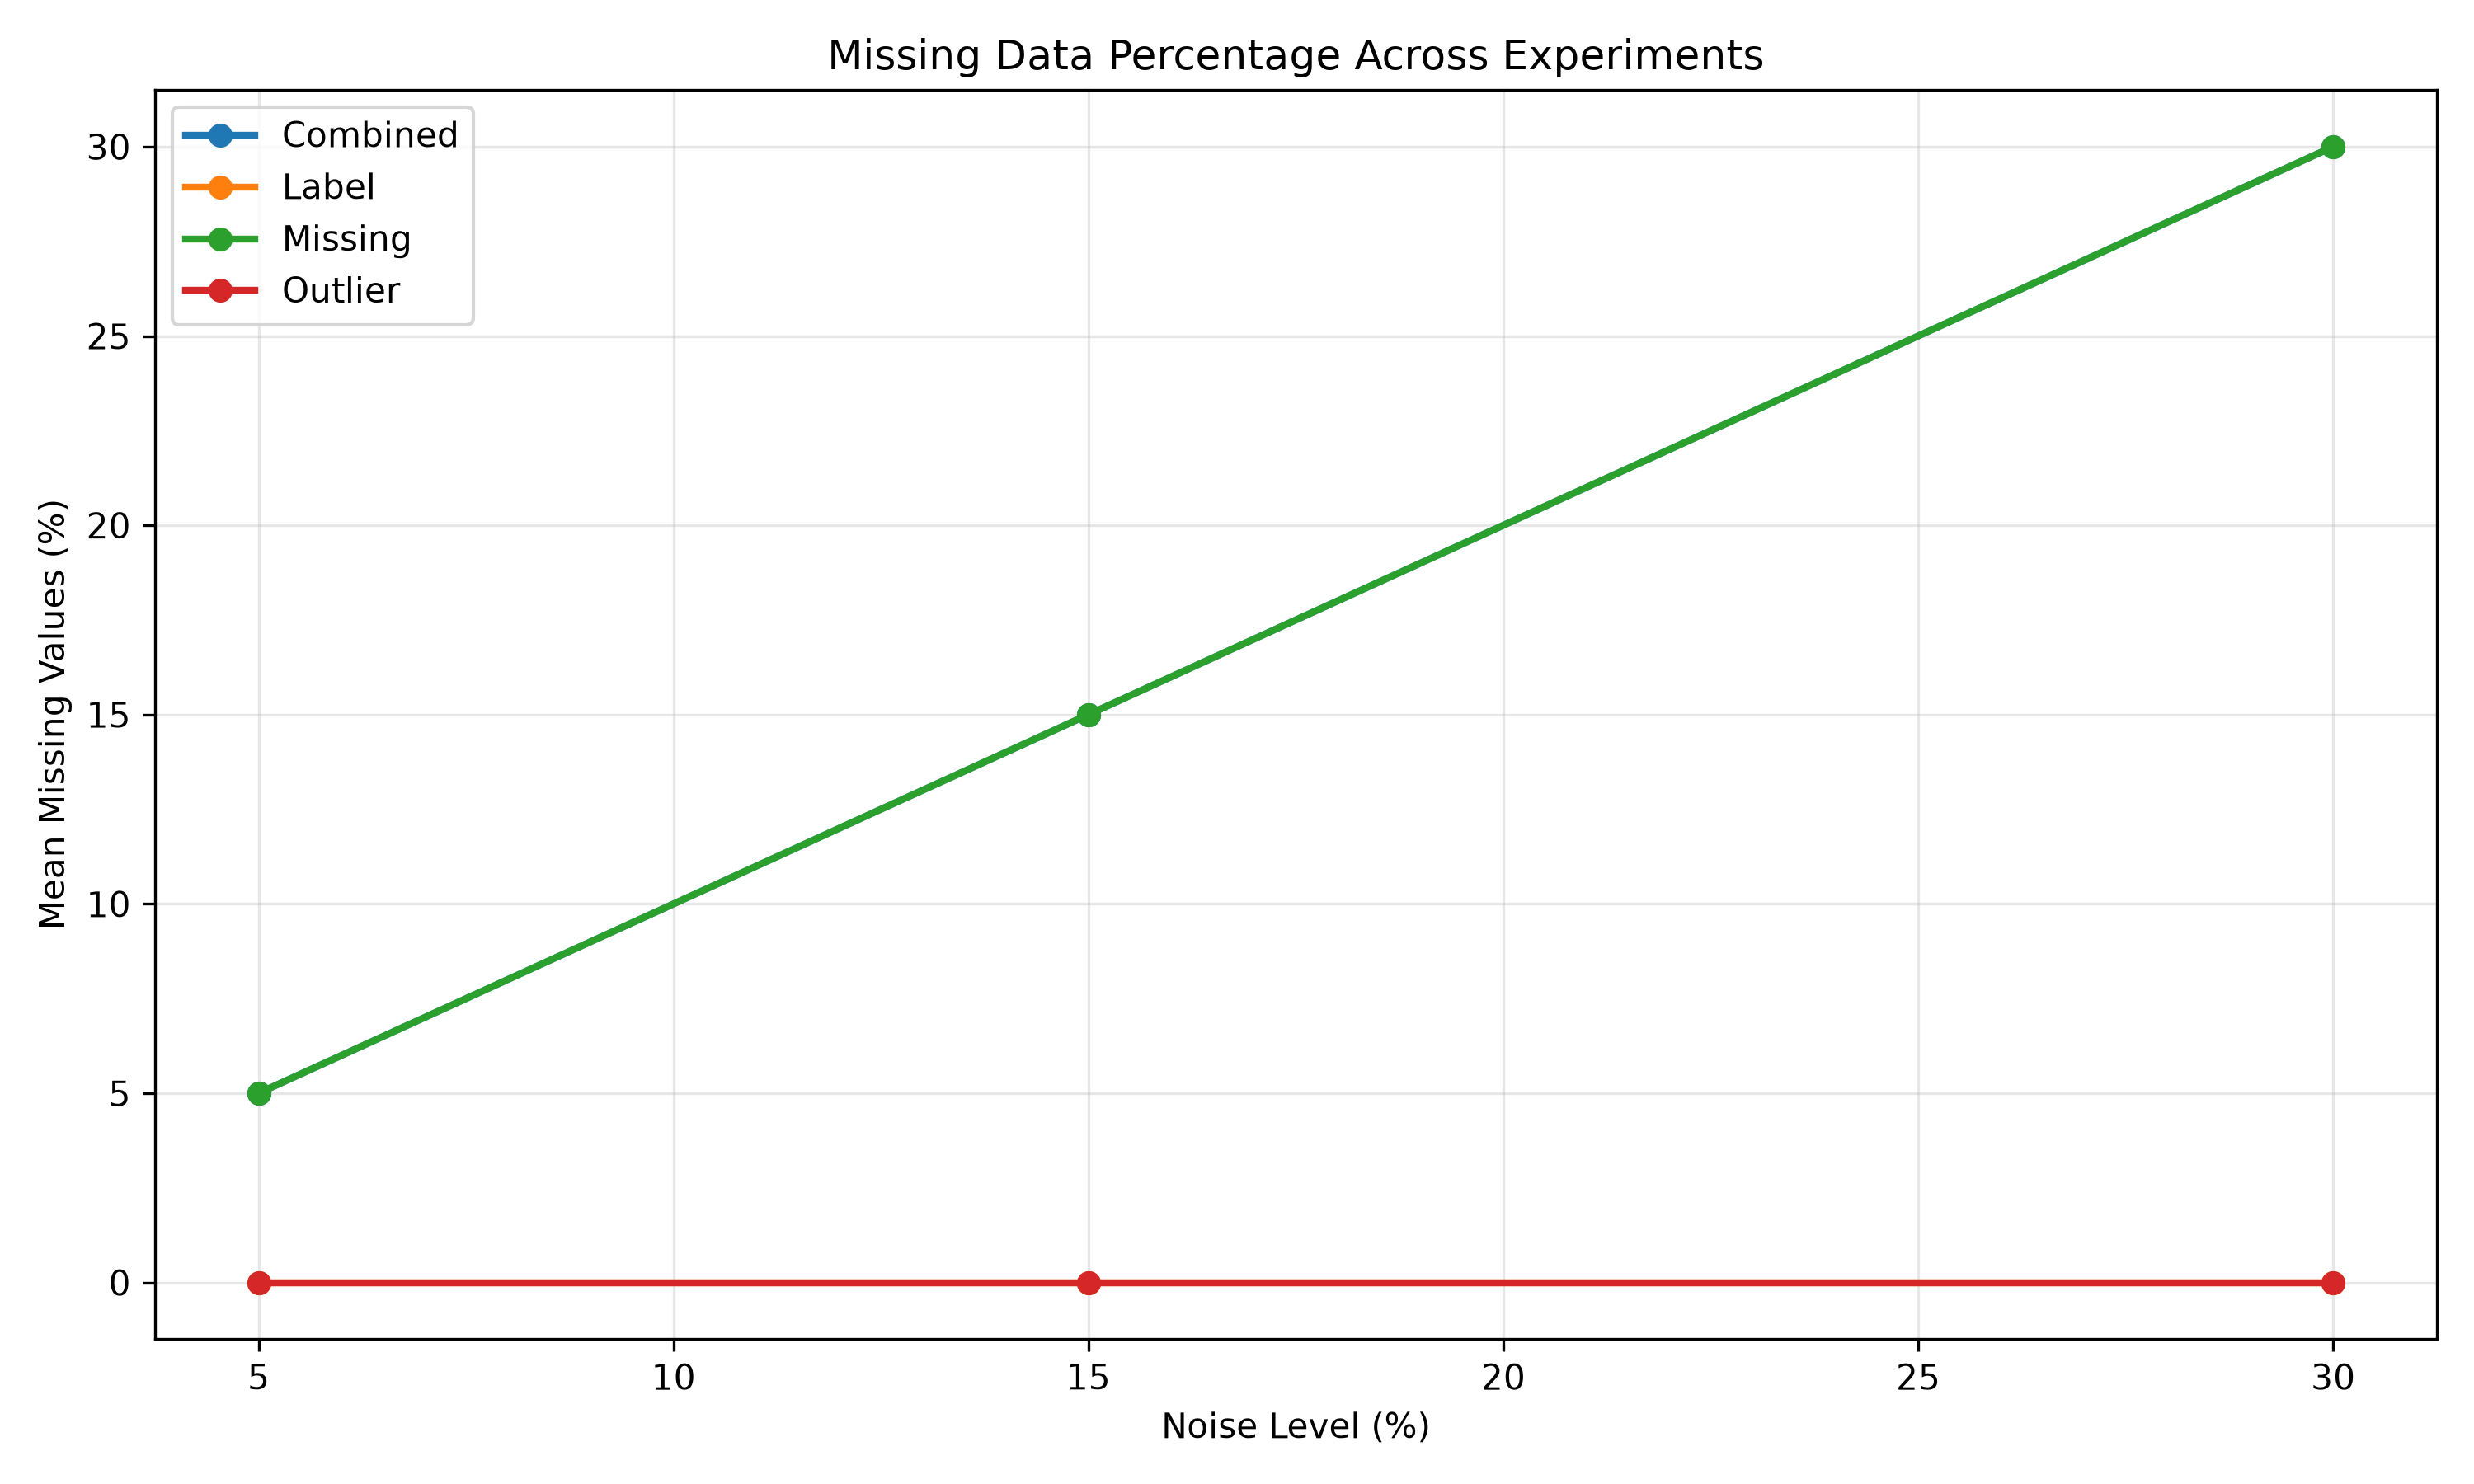 Missing Data Percentage Across Experiments
Combined
Label
Missing
Outlier
Mean Missing Values (%)
30
25
20
15
10
5
0
5 10 15 20 25 30
Noise Level (%)